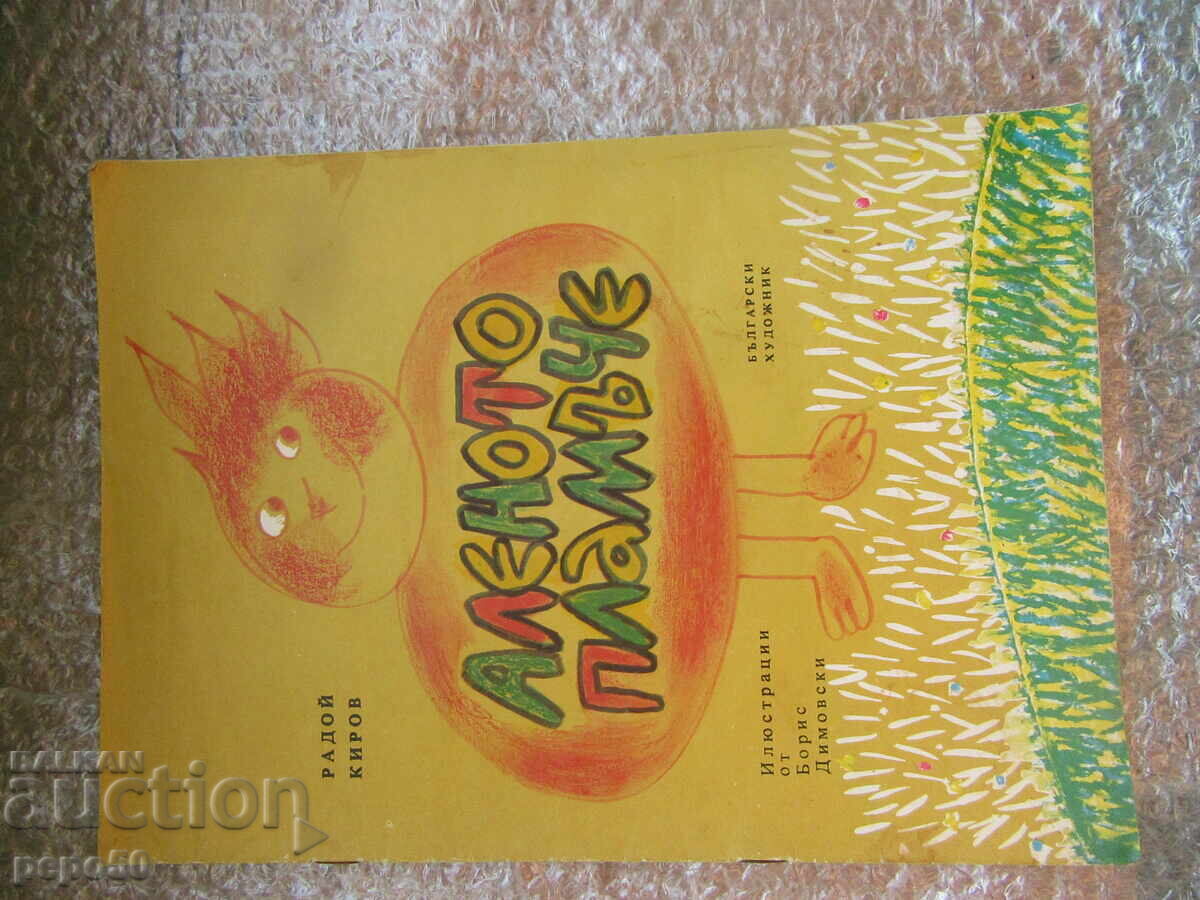 РАДОЙ
КИРОВ
АЛЕНОТО
ПЛАМЪЧЕ
Илюстрации
от
Борис
Димовски
БЪЛГАРСКИ
ХУДОЖНИК
BALKAN
auction
pepo50